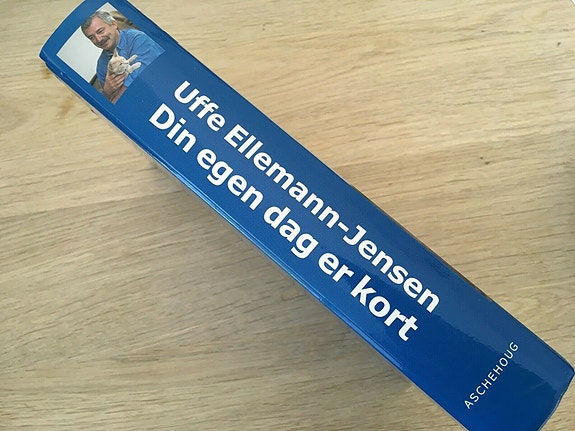 Uffe Ellemann-Jensen
Din egen dag er kort
ASCHEHOUG